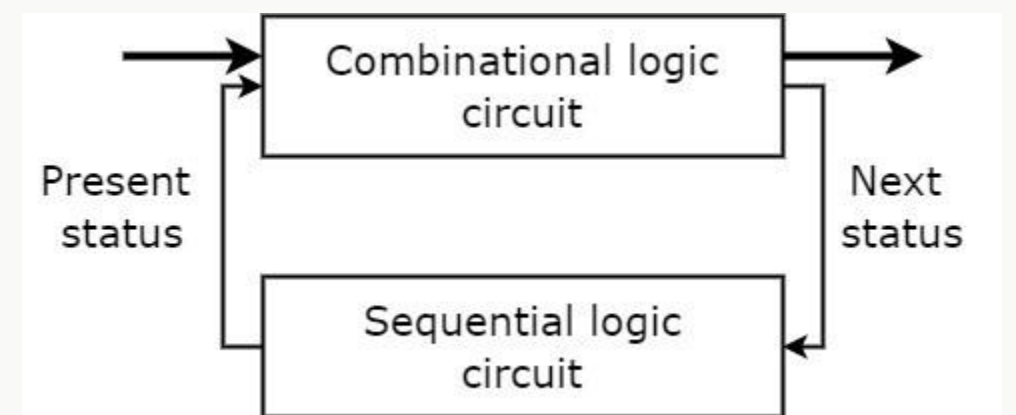 Combinational logic
circuit
Present
status
Next
status
Sequential logic
circuit